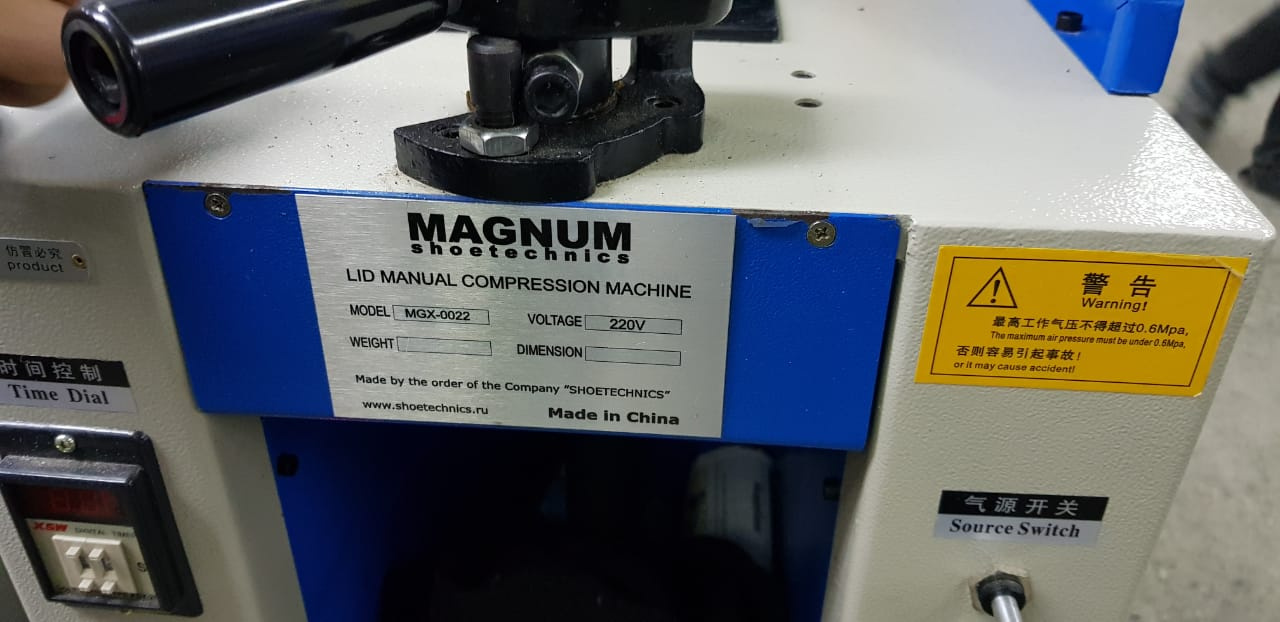 MAGNUM
shoetechnics
LID MANUAL COMPRESSION MACHINE
MODEL MGX-0022
VOLTAGE 220V
WEIGHT
DIMENSION
Made by the order of the Company "SHOETECHNICS"
www.shoetechnics.ru
Made in China
仿冒必究
product
时间控制
Time Dial
X&W DIGITAL TIMER
S
警告
Warning!
最高工作气压不得超过0.6Mpa,
The maximum air pressure must be under 0.6Mpa,
否则容易引起事故!
or it may cause accident!
气源开关
Source Switch